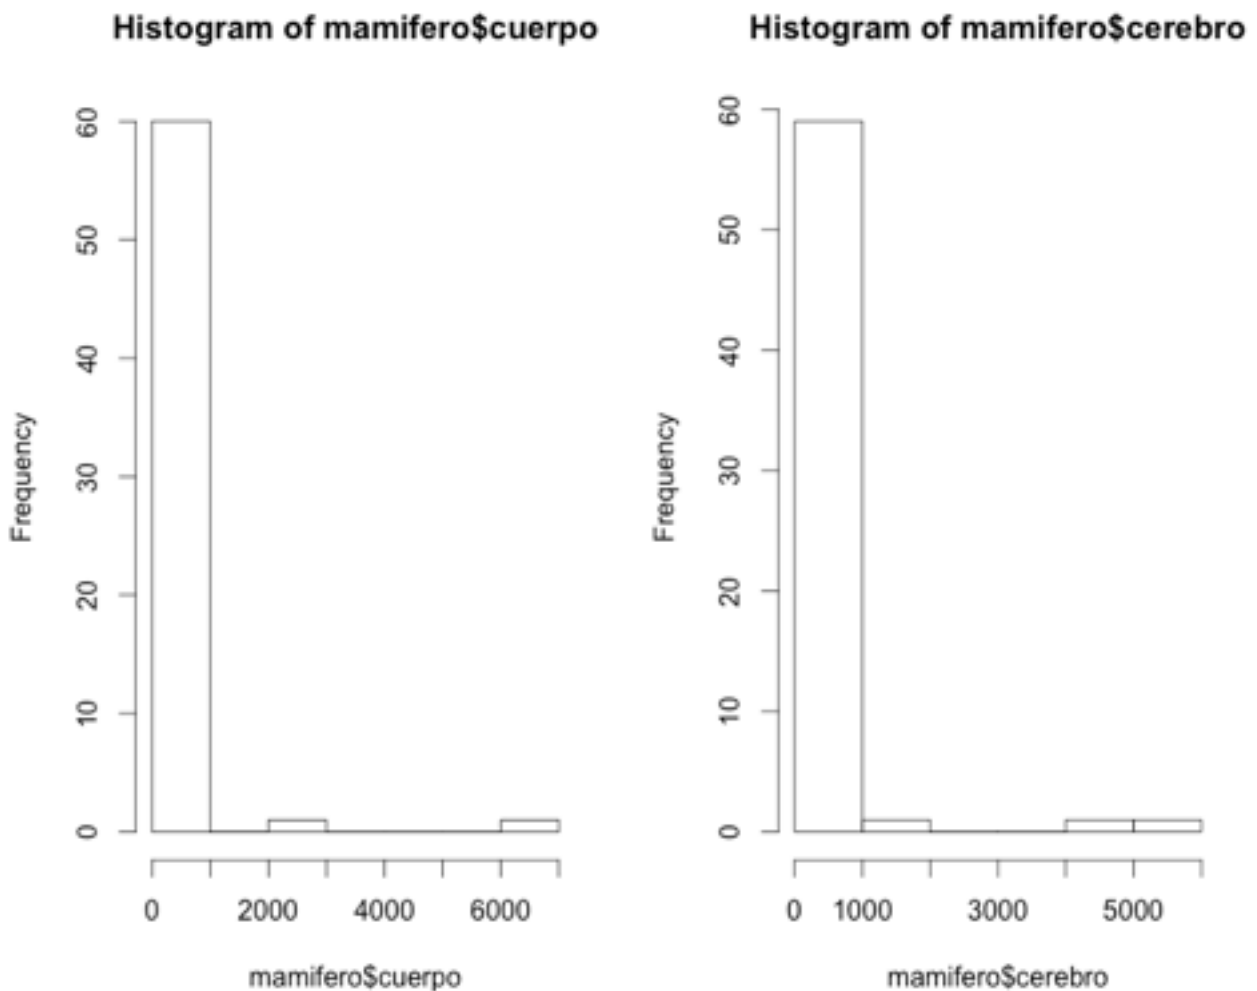 Histogram of mamifero$cuerpo
Frequency
60
50
40
30
20
10
0
0 2000 4000 6000
mamifero$cuerpo
Histogram of mamifero$cerebro
Frequency
60
50
40
30
20
10
0
0 1000 3000 5000
mamifero$cerebro